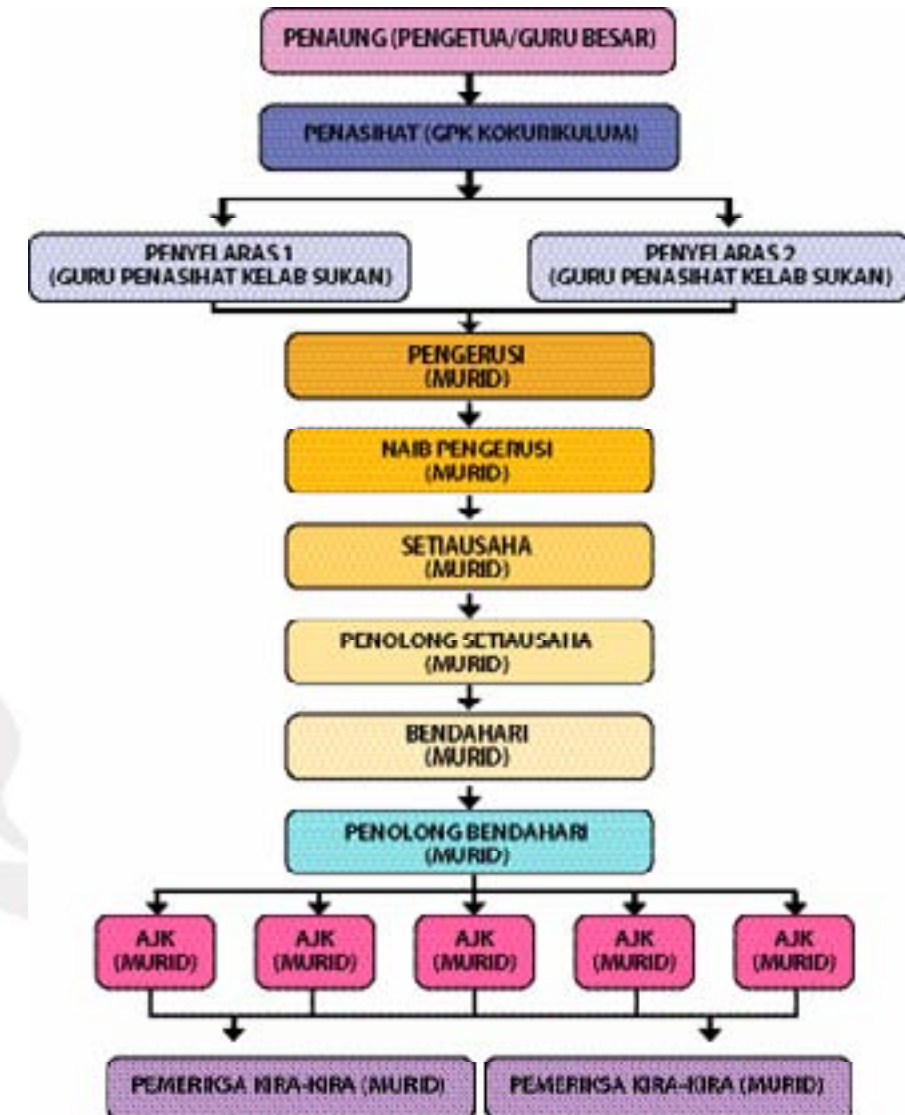 PENAUNG (PENGETUA/GURU BESAR)
PENASIHAT (GPK KOKURIKULUM)
PENYELARAS 1
(GURU PENASIHAT KELAB SUKAN)
PENYELARAS 2
(GURU PENASIHAT KELAB SUKAN)
PENGERUSI
(MURID)
NAIB PENGERUSI
(MURID)
SETIAUSAHA
(MURID)
PENOLONG SETIAUSAHA
(MURID)
BENDAHARI
(MURID)
PENOLONG BENDAHARI
(MURID)
AJK
(MURID)
AJK
(MURID)
AJK
(MURID)
AJK
(MURID)
AJK
(MURID)
PEMERIKSA KIRA-KIRA (MURID)
PEMERIKSA KIRA-KIRA (MURID)